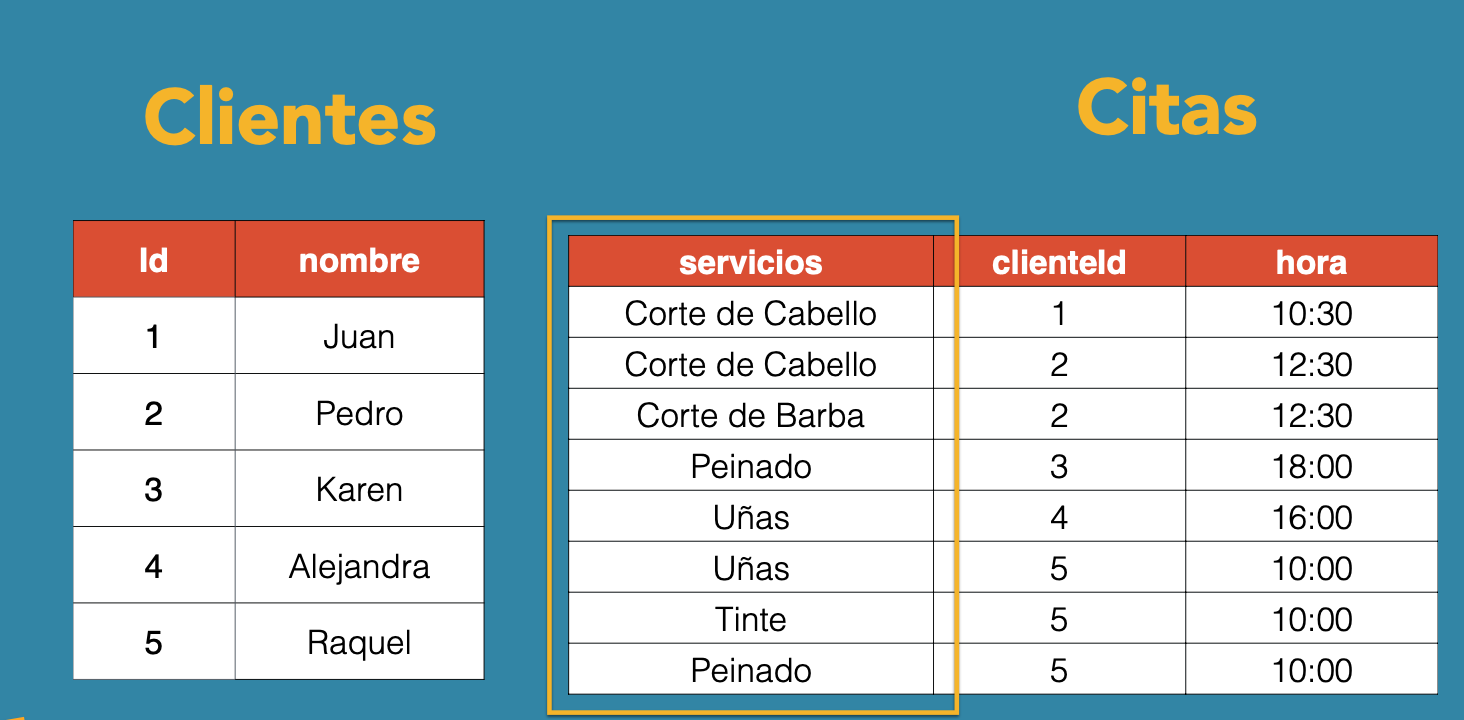 Clientes
Id nombre
1 Juan
2 Pedro
3 Karen
4 Alejandra
5 Raquel
Citas
servicios clienteId hora
Corte de Cabello 1 10:30
Corte de Cabello 2 12:30
Corte de Barba 2 12:30
Peinado 3 18:00
Uñas 4 16:00
Uñas 5 10:00
Tinte 5 10:00
Peinado 5 10:00